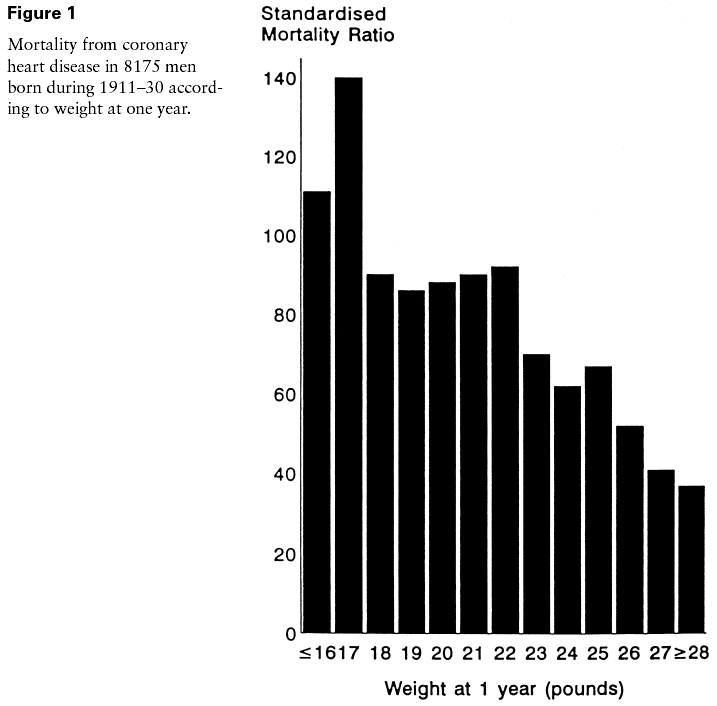 Figure 1
Mortality from coronary
heart disease in 8175 men
born during 1911–30 accord-
ing to weight at one year.
Standardised
Mortality Ratio
140
120
100
80
60
40
20
0
≤16 17 18 19 20 21 22 23 24 25 26 27 ≥28
Weight at 1 year (pounds)